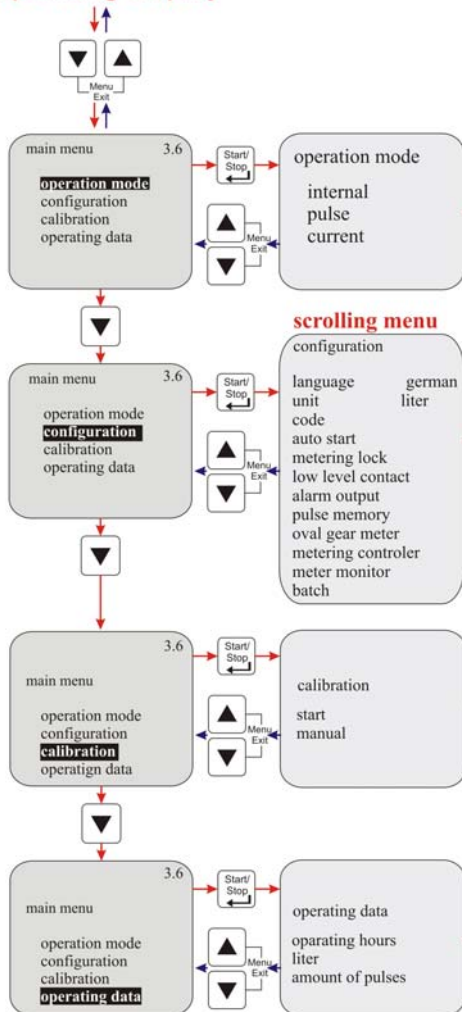 Menu
Exit
main menu 3.6
operation mode
configuration
calibration
operating data
Start/
Stop
Menu
Exit
operation mode
internal
pulse
current
scrolling menu
main menu 3.6
operation mode
configuration
calibration
operating data
Start/
Stop
Menu
Exit
configuration
language german
unit liter
code
auto start
metering lock
low level contact
alarm output
pulse memory
oval gear meter
metering controler
meter monitor
batch
3.6
main menu
operation mode
configuration
calibration
operatign data
Start/
Stop
Menu
Exit
calibration
start
manual
3.6
main menu
operation mode
configuration
calibration
operating data
Start/
Stop
Menu
Exit
operating data
oparating hours
liter
amount of pulses